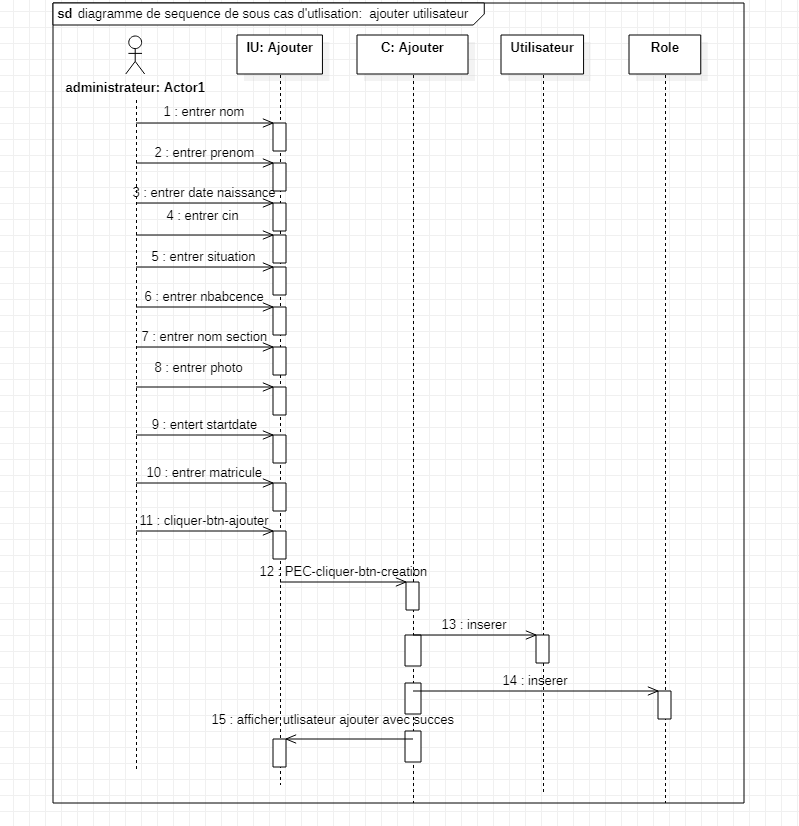 sd diagramme de sequence de sous cas d'utlisation: ajouter utilisateur
IU: Ajouter
C: Ajouter
Utilisateur
Role
administrateur: Actor1
1 : entrer nom
2 : entrer prenom
3 : entrer date naissance
4 : entrer cin
5 : entrer situation
6 : entrer nbabcence
7 : entrer nom section
8 : entrer photo
9 : entert startdate
10 : entrer matricule
11 : cliquer-btn-ajouter
12 : PEC-cliquer-btn-creation
13 : inserer
14 : inserer
15 : afficher utlisateur ajouter avec succes